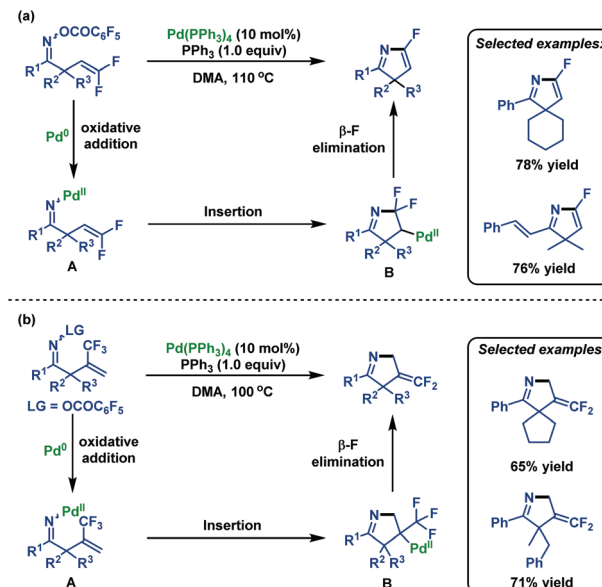 (a)
N
OCOC₆F₅
R¹
R² R³
F
F
Pd(PPh₃)₄ (10 mol%)
PPh₃ (1.0 equiv)
DMA, 110 °C
N
F
R¹
R² R³
Selected examples:
N
F
Ph
78% yield
N
F
Ph
76% yield
Pd⁰
oxidative
addition
β-F
elimination
N
Pdᴵᴵ
R¹
R² R³
F
F
A
Insertion
N
F
F
R¹
Pdᴵᴵ
R² R³
B
(b)
N
LG
CF₃
R¹
R² R³
LG = OCOC₆F₅
Pd(PPh₃)₄ (10 mol%)
PPh₃ (1.0 equiv)
DMA, 100 °C
N
R¹
CF₂
R² R³
Selected examples:
N
Ph
CF₂
65% yield
N
Ph
CF₂
Ph
71% yield
Pd⁰
oxidative
addition
β-F
elimination
N
Pdᴵᴵ
CF₃
R¹
R² R³
A
Insertion
N
F
F
F
R¹
Pdᴵᴵ
R² R³
B